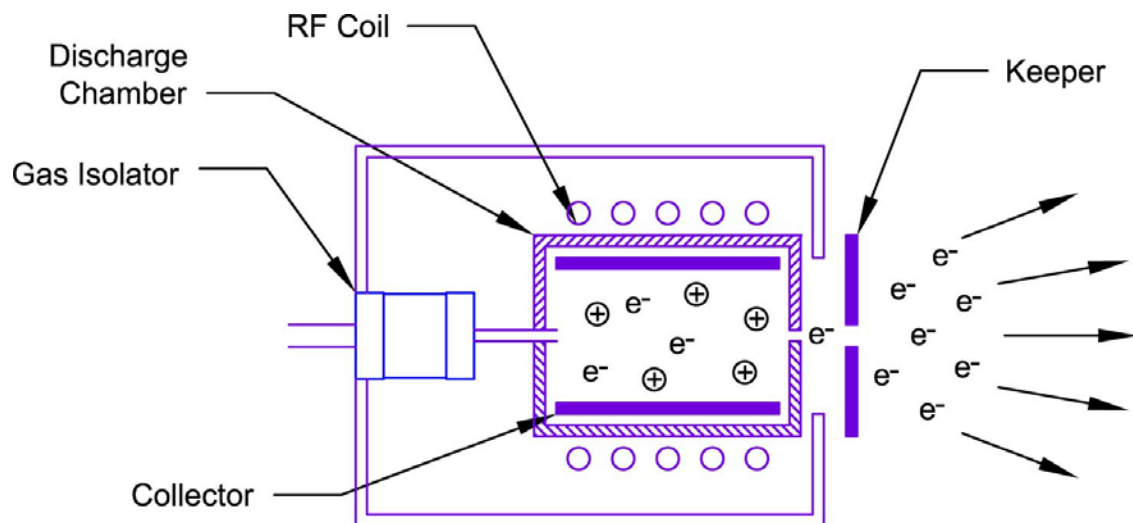 RF Coil
Discharge
Chamber
Keeper
Gas Isolator
e⁻
e⁻
e⁻
e⁻
e⁻
e⁻
e⁻
e⁻
e⁻
e⁻
e⁻
Collector